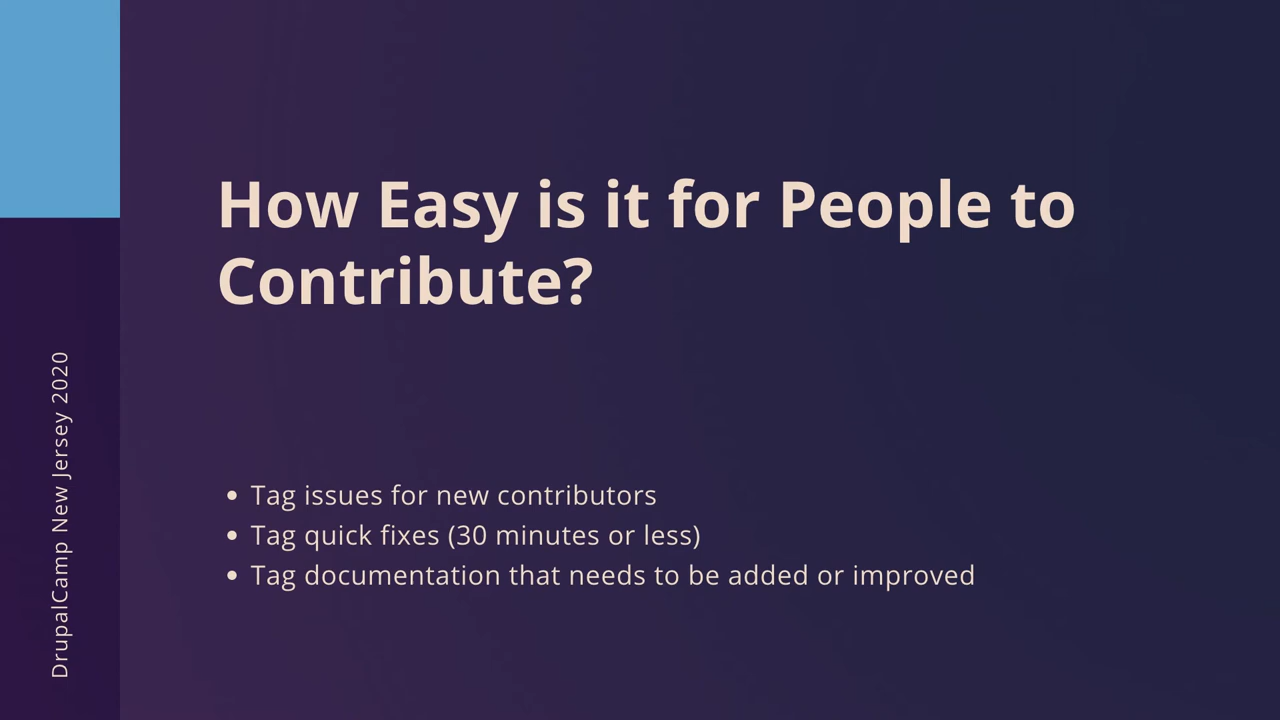 How Easy is it for People to
Contribute?
• Tag issues for new contributors
• Tag quick fixes (30 minutes or less)
• Tag documentation that needs to be added or improved
DrupalCamp New Jersey 2020